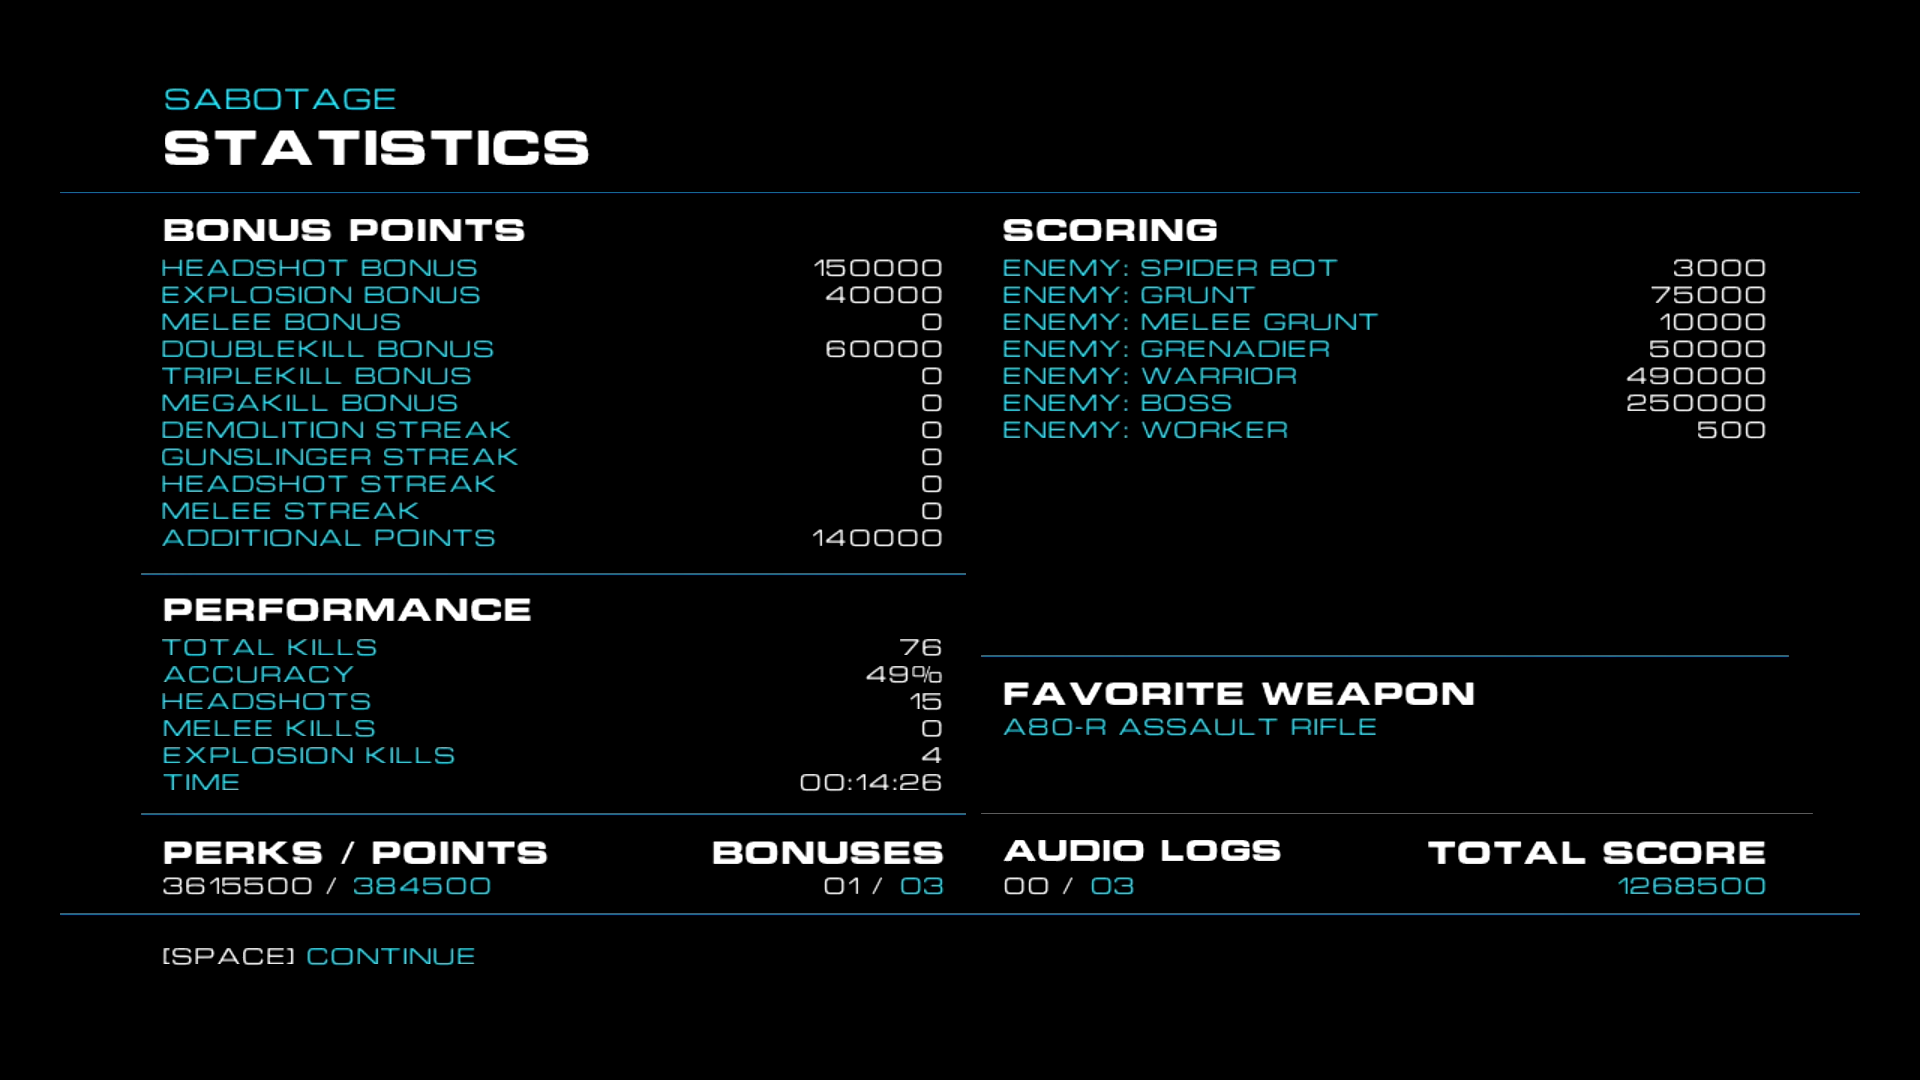 SABOTAGE
STATISTICS
BONUS POINTS
HEADSHOT BONUS 150000
EXPLOSION BONUS 40000
MELEE BONUS 0
DOUBLEKILL BONUS 60000
TRIPLEKILL BONUS 0
MEGAKILL BONUS 0
DEMOLITION STREAK 0
GUNSLINGER STREAK 0
HEADSHOT STREAK 0
MELEE STREAK 0
ADDITIONAL POINTS 140000
PERFORMANCE
TOTAL KILLS 76
ACCURACY 49%
HEADSHOTS 15
MELEE KILLS 0
EXPLOSION KILLS 4
TIME 00:14:26
SCORING
ENEMY: SPIDER BOT 3000
ENEMY: GRUNT 75000
ENEMY: MELEE GRUNT 10000
ENEMY: GRENADIER 50000
ENEMY: WARRIOR 490000
ENEMY: BOSS 250000
ENEMY: WORKER 500
FAVORITE WEAPON
A80-R ASSAULT RIFLE
PERKS / POINTS BONUSES AUDIO LOGS TOTAL SCORE
3615500 / 384500 01 / 03 00 / 03 1268500
[SPACE] CONTINUE